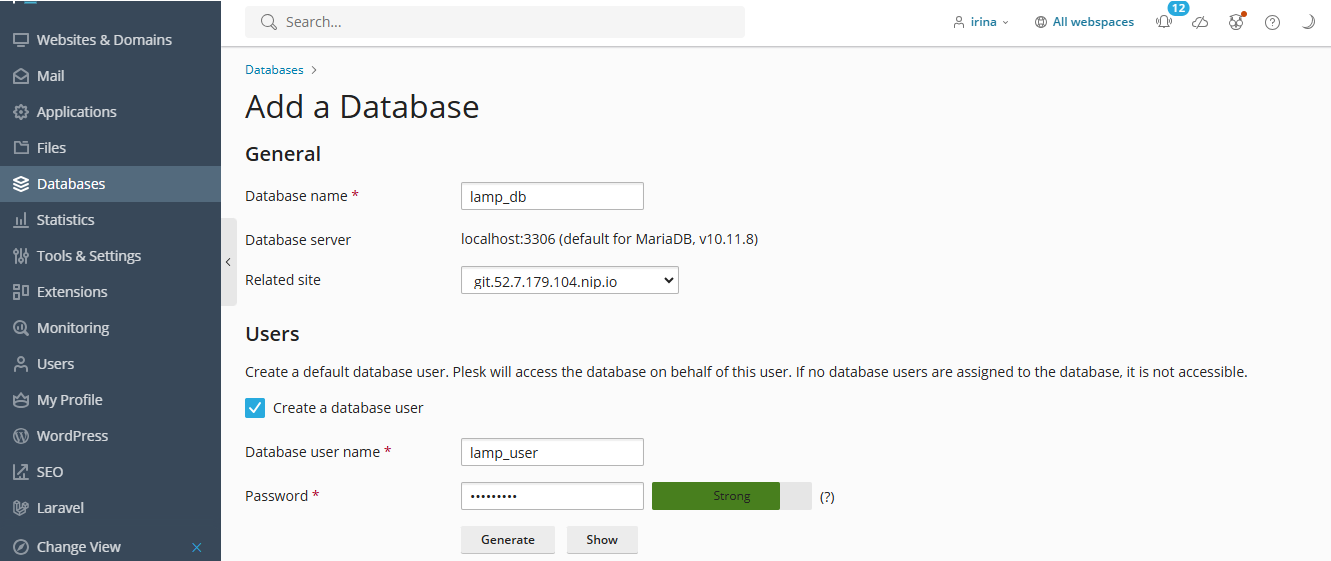 Search...
irina
All webspaces
12
Websites & Domains
Mail
Applications
Files
Databases
Statistics
Tools & Settings
Extensions
Monitoring
Users
My Profile
WordPress
SEO
Laravel
Change View
Databases >
Add a Database
General
Database name *
lamp_db
Database server
localhost:3306 (default for MariaDB, v10.11.8)
Related site
git.52.7.179.104.nip.io
Users
Create a default database user. Plesk will access the database on behalf of this user. If no database users are assigned to the database, it is not accessible.
Create a database user
Database user name *
lamp_user
Password *
•••••••••
Strong
(?)
Generate
Show